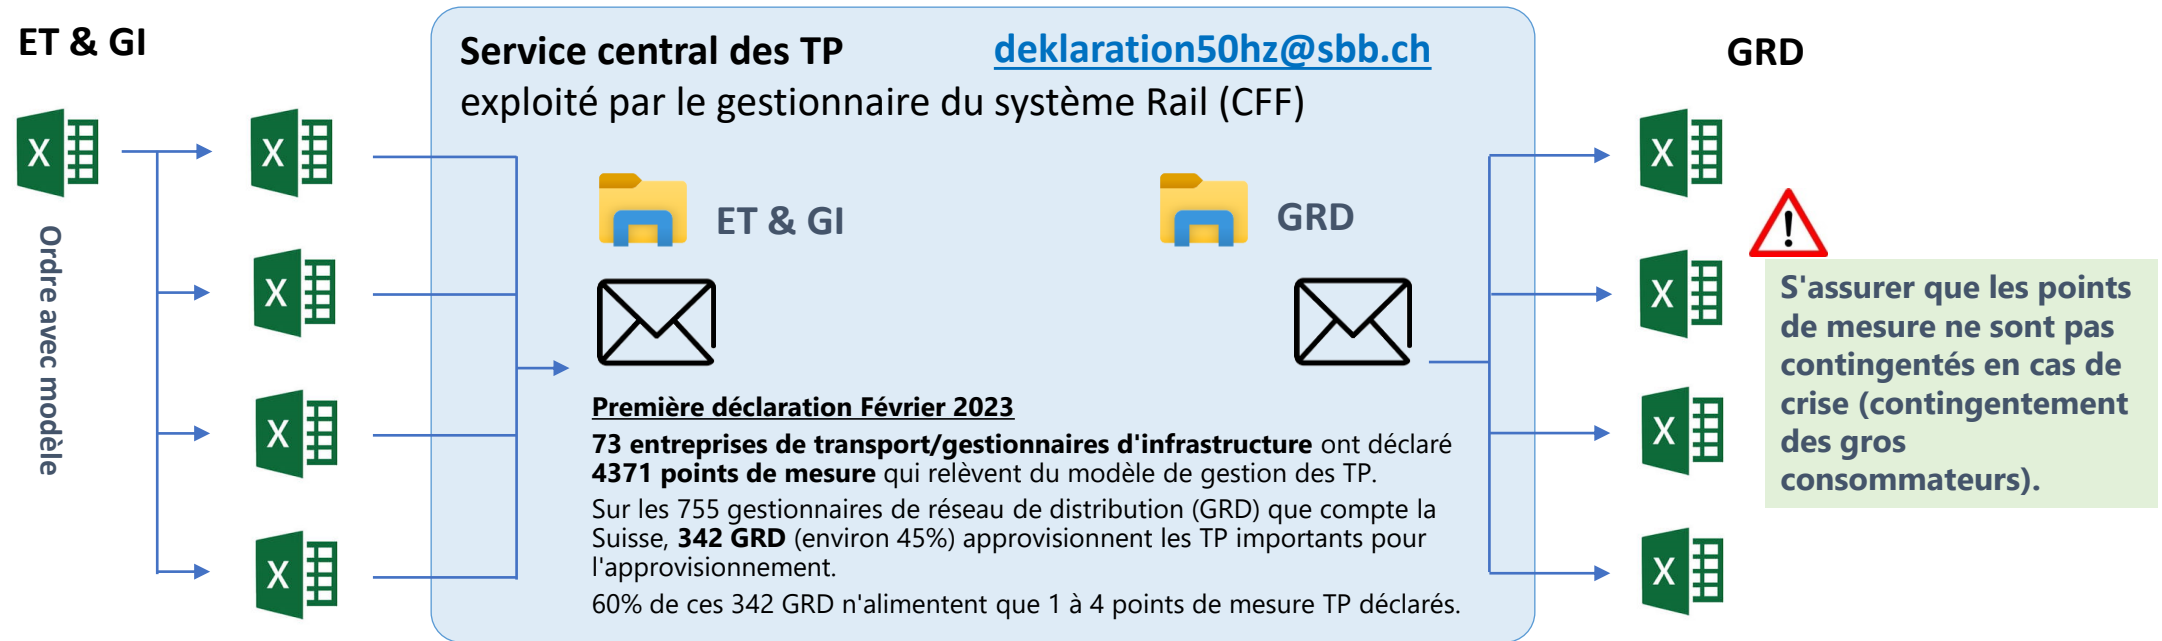 ET & GI
Ordre avec modèle
Service central des TP
deklaration50hz@sbb.ch
exploité par le gestionnaire du système Rail (CFF)
ET & GI
GRD
Première déclaration Février 2023
73 entreprises de transport/gestionnaires d'infrastructure ont déclaré
4371 points de mesure qui relèvent du modèle de gestion des TP.
Sur les 755 gestionnaires de réseau de distribution (GRD) que compte la
Suisse, 342 GRD (environ 45%) approvisionnent les TP importants pour
l'approvisionnement.
60% de ces 342 GRD n'alimentent que 1 à 4 points de mesure TP déclarés.
GRD
S'assurer que les points
de mesure ne sont pas
contingentés en cas de
crise (contingentement
des gros
consommateurs).
X
X
X
X
X
X
X
X
X